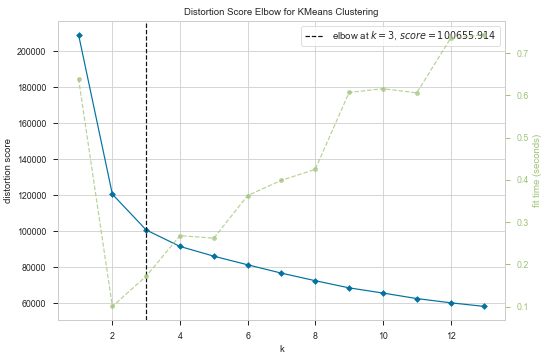 Distortion Score Elbow for KMeans Clustering
elbow at k = 3, score = 100655.914
distortion score
200000
180000
160000
140000
120000
100000
80000
60000
0.7
0.6
0.5
0.4
0.3
0.2
0.1
fit time (seconds)
2 4 6 8 10 12
k